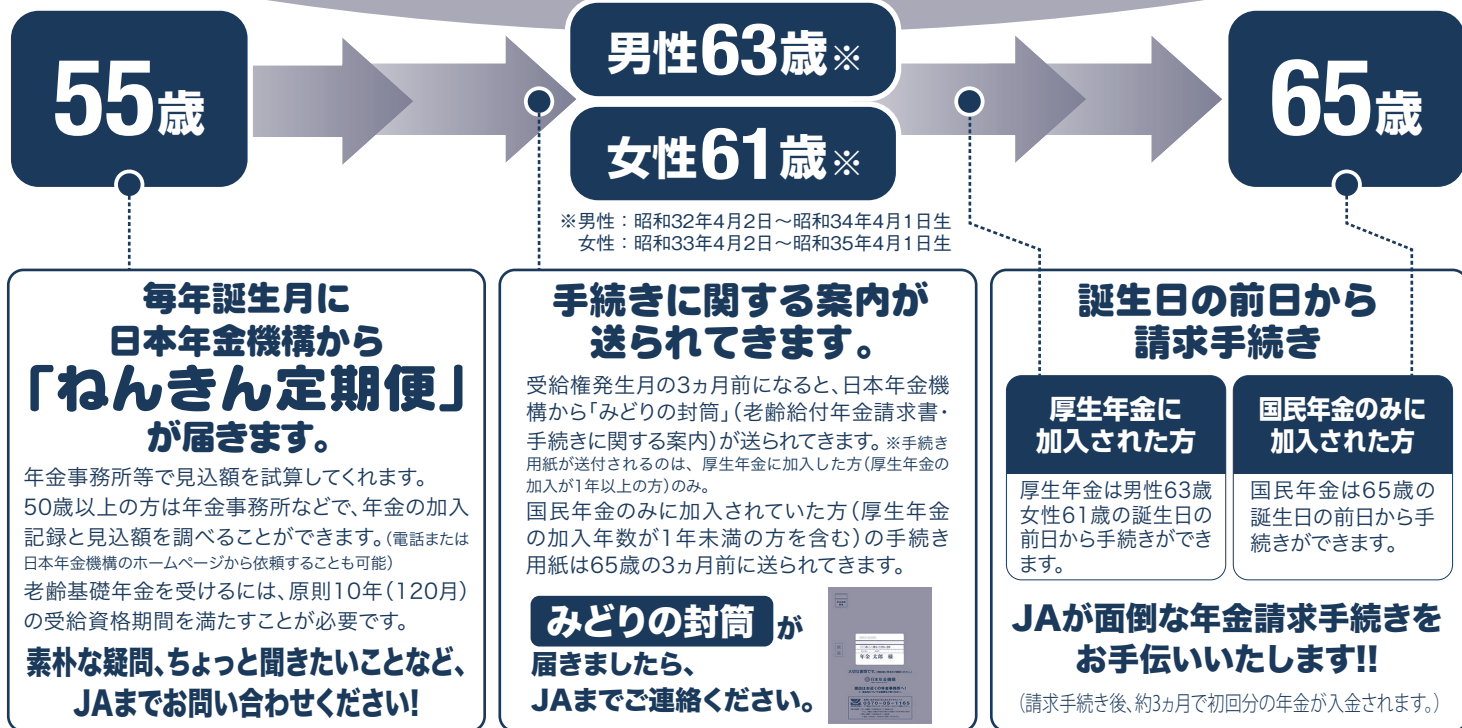 55歳
男性63歳※
女性61歳※
65歳
※男性：昭和32年4月2日～昭和34年4月1日生
女性：昭和33年4月2日～昭和35年4月1日生
毎年誕生月に
日本年金機構から
「ねんきん定期便」
が届きます。
年金事務所等で見込額を試算してくれます。
50歳以上の方は年金事務所などで、年金の加入
記録と見込額を調べることができます。(電話または
日本年金機構のホームページから依頼することも可能)
老齢基礎年金を受けるには、原則10年(120月)
の受給資格期間を満たすことが必要です。
素朴な疑問、ちょっと聞きたいことなど、
JAまでお問い合わせください!
手続きに関する案内が
送られてきます。
受給権発生月の3ヵ月前になると、日本年金機
構から「みどりの封筒」(老齢給付年金請求書・
手続きに関する案内)が送られてきます。※手続き
用紙が送付されるのは、厚生年金に加入した方(厚生年金の
加入が1年以上の方)のみ。
国民年金のみに加入されていた方(厚生年金
の加入年数が1年未満の方を含む)の手続き
用紙は65歳の3ヵ月前に送られてきます。
みどりの封筒が
届きましたら、
JAまでご連絡ください。
年金 太郎 様
日本年金機構
0570-05-1165
誕生日の前日から
請求手続き
厚生年金に
加入された方
厚生年金は男性63歳
女性61歳の誕生日の
前日から手続きができ
ます。
国民年金のみに
加入された方
国民年金は65歳の
誕生日の前日から手
続きができます。
JAが面倒な年金請求手続きを
お手伝いいたします!!
(請求手続き後、約3ヵ月で初回分の年金が入金されます。)